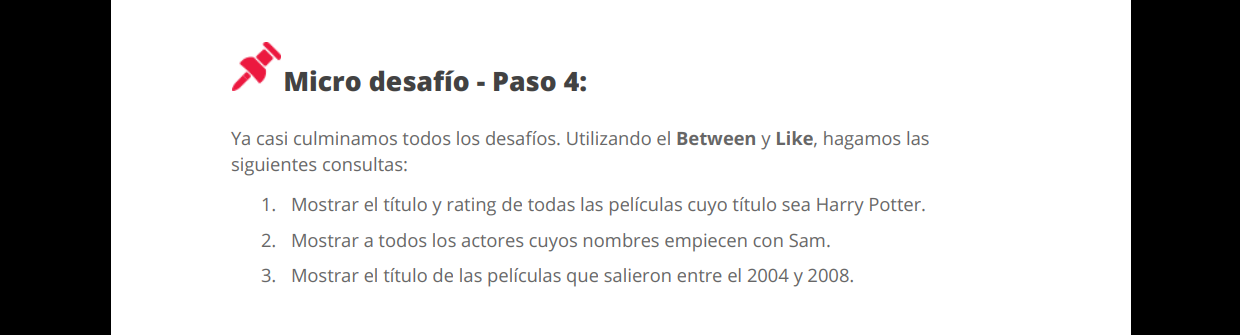 Micro desafío - Paso 4:
Ya casi culminamos todos los desafíos. Utilizando el Between y Like, hagamos las
siguientes consultas:
1. Mostrar el título y rating de todas las películas cuyo título sea Harry Potter.
2. Mostrar a todos los actores cuyos nombres empiecen con Sam.
3. Mostrar el título de las películas que salieron entre el 2004 y 2008.